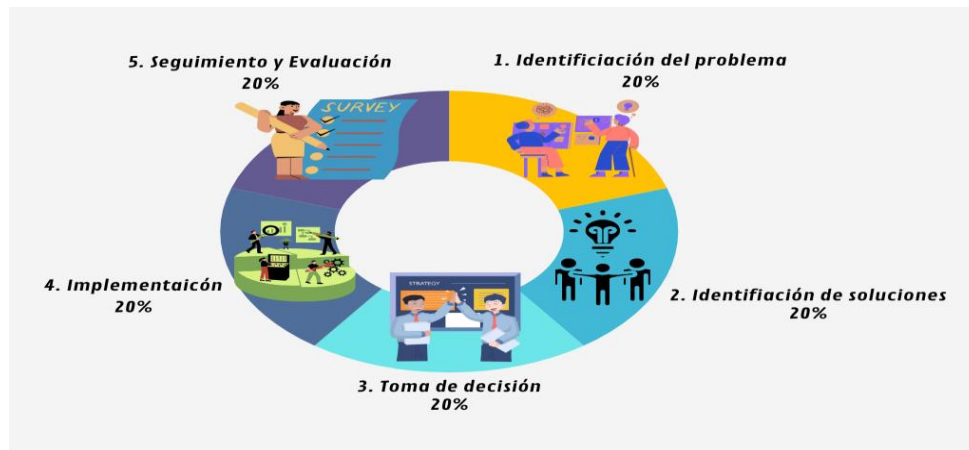 5. Seguimiento y Evaluación
20%
1. Identificiación del problema
20%
SURVEY
4. Implementaicón
20%
STRATEGY
2. Identifiación de soluciones
20%
3. Toma de decisión
20%